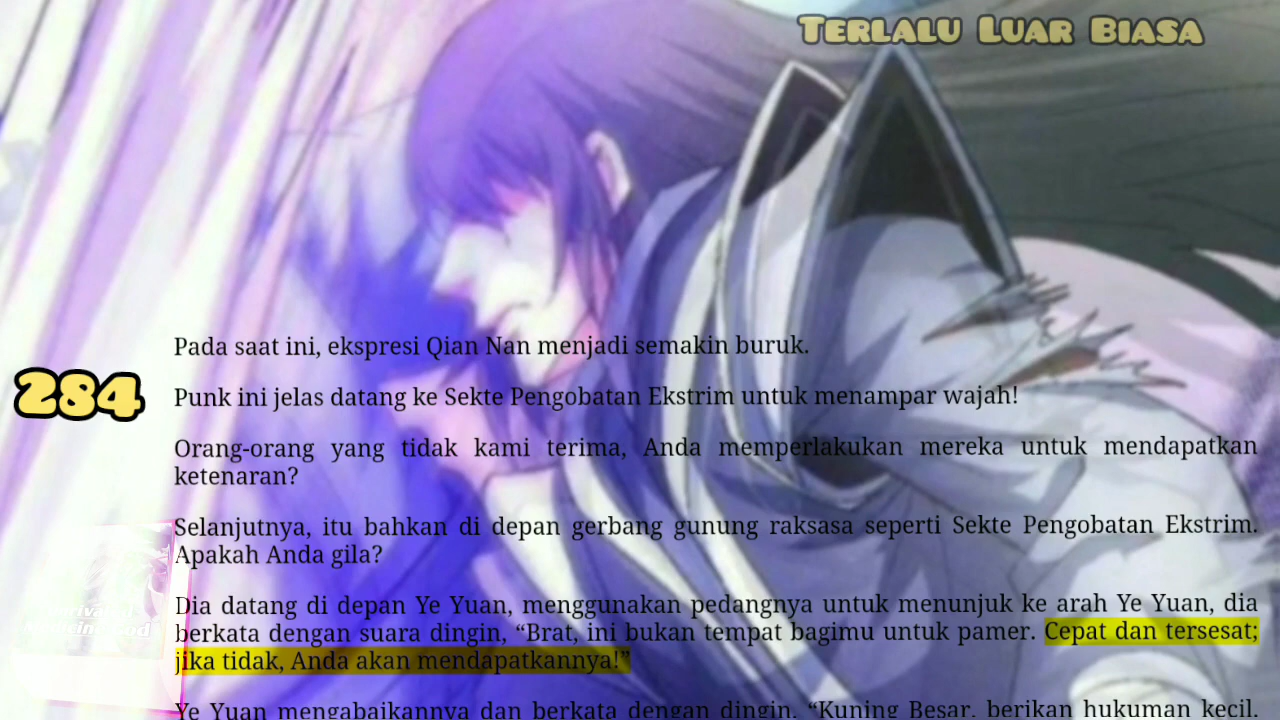 Terlalu Luar Biasa
Pada saat ini, ekspresi Qian Nan menjadi semakin buruk.
284
Punk ini jelas datang ke Sekte Pengobatan Ekstrim untuk menampar wajah!
Orang-orang yang tidak kami terima, Anda memperlakukan mereka untuk mendapatkan
ketenaran?
Selanjutnya, itu bahkan di depan gerbang gunung raksasa seperti Sekte Pengobatan Ekstrim.
Apakah Anda gila?
Dia datang di depan Ye Yuan, menggunakan pedangnya untuk menunjuk ke arah Ye Yuan, dia
berkata dengan suara dingin, “Brat, ini bukan tempat bagimu untuk pamer. Cepat dan tersesat;
jika tidak, Anda akan mendapatkannya!”
Ye Yuan mengabaikannya dan berkata dengan dingin, “Kuning Besar, berikan hukuman kecil.